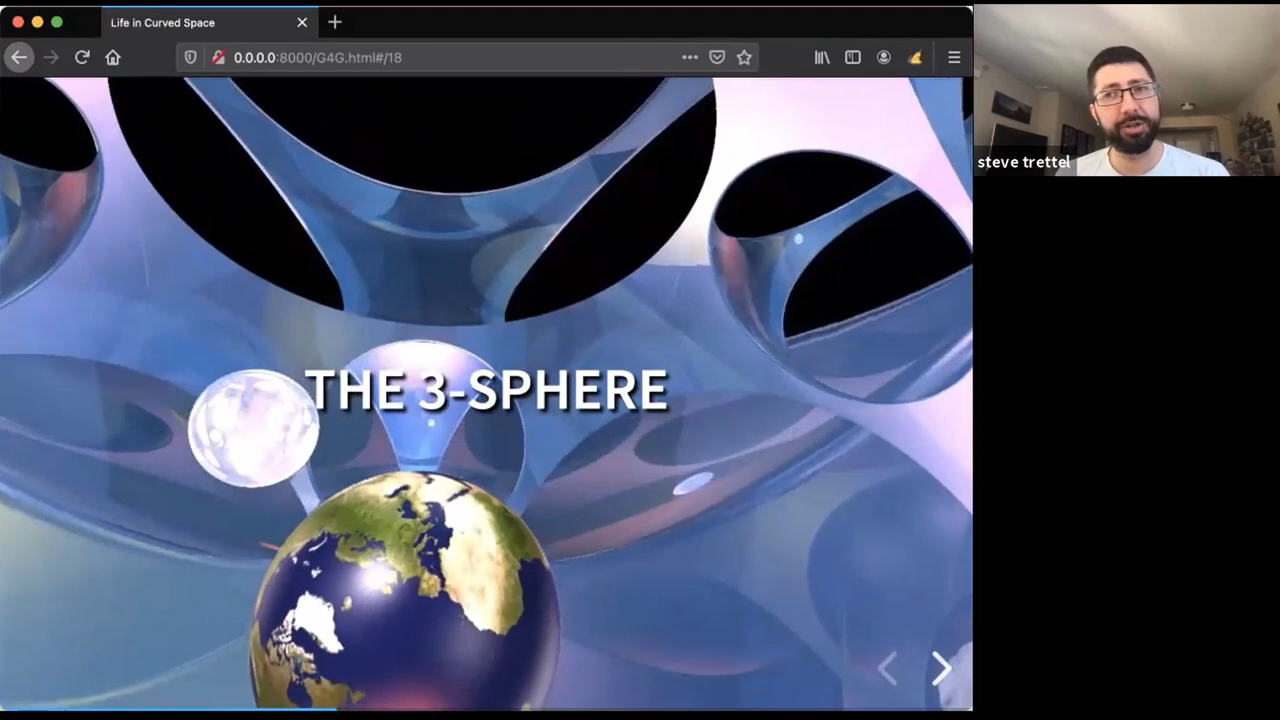 Life in Curved Space
0.0.0.0:8000/G4G.html#/18
steve trettel
THE 3-SPHERE